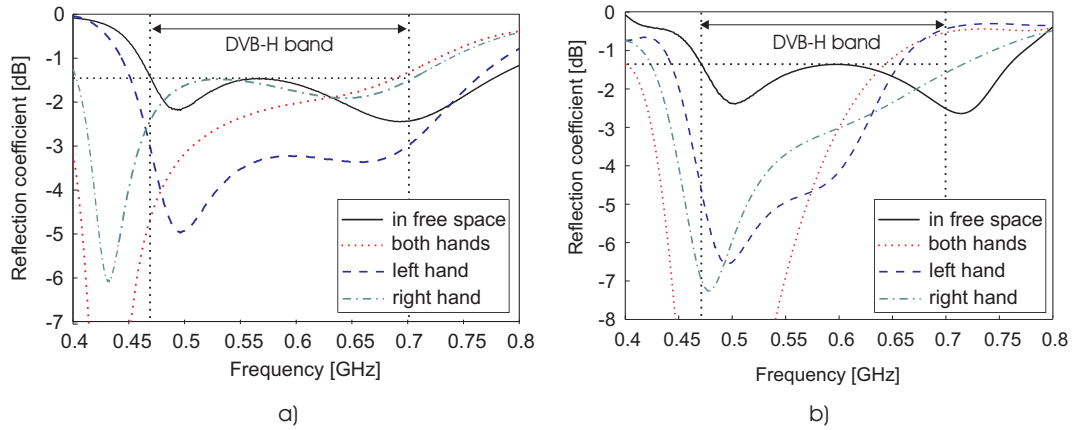 0
-1
-2
-3
-4
-5
-6
-7
Reflection coefficient [dB]
DVB-H band
in free space
both hands
left hand
right hand
0.4 0.45 0.5 0.55 0.6 0.65 0.7 0.75 0.8
Frequency [GHz]
a)
0
-1
-2
-3
-4
-5
-6
-7
-8
Reflection coefficient [dB]
DVB-H band
in free space
both hands
left hand
right hand
0.4 0.45 0.5 0.55 0.6 0.65 0.7 0.75 0.8
Frequency [GHz]
b)